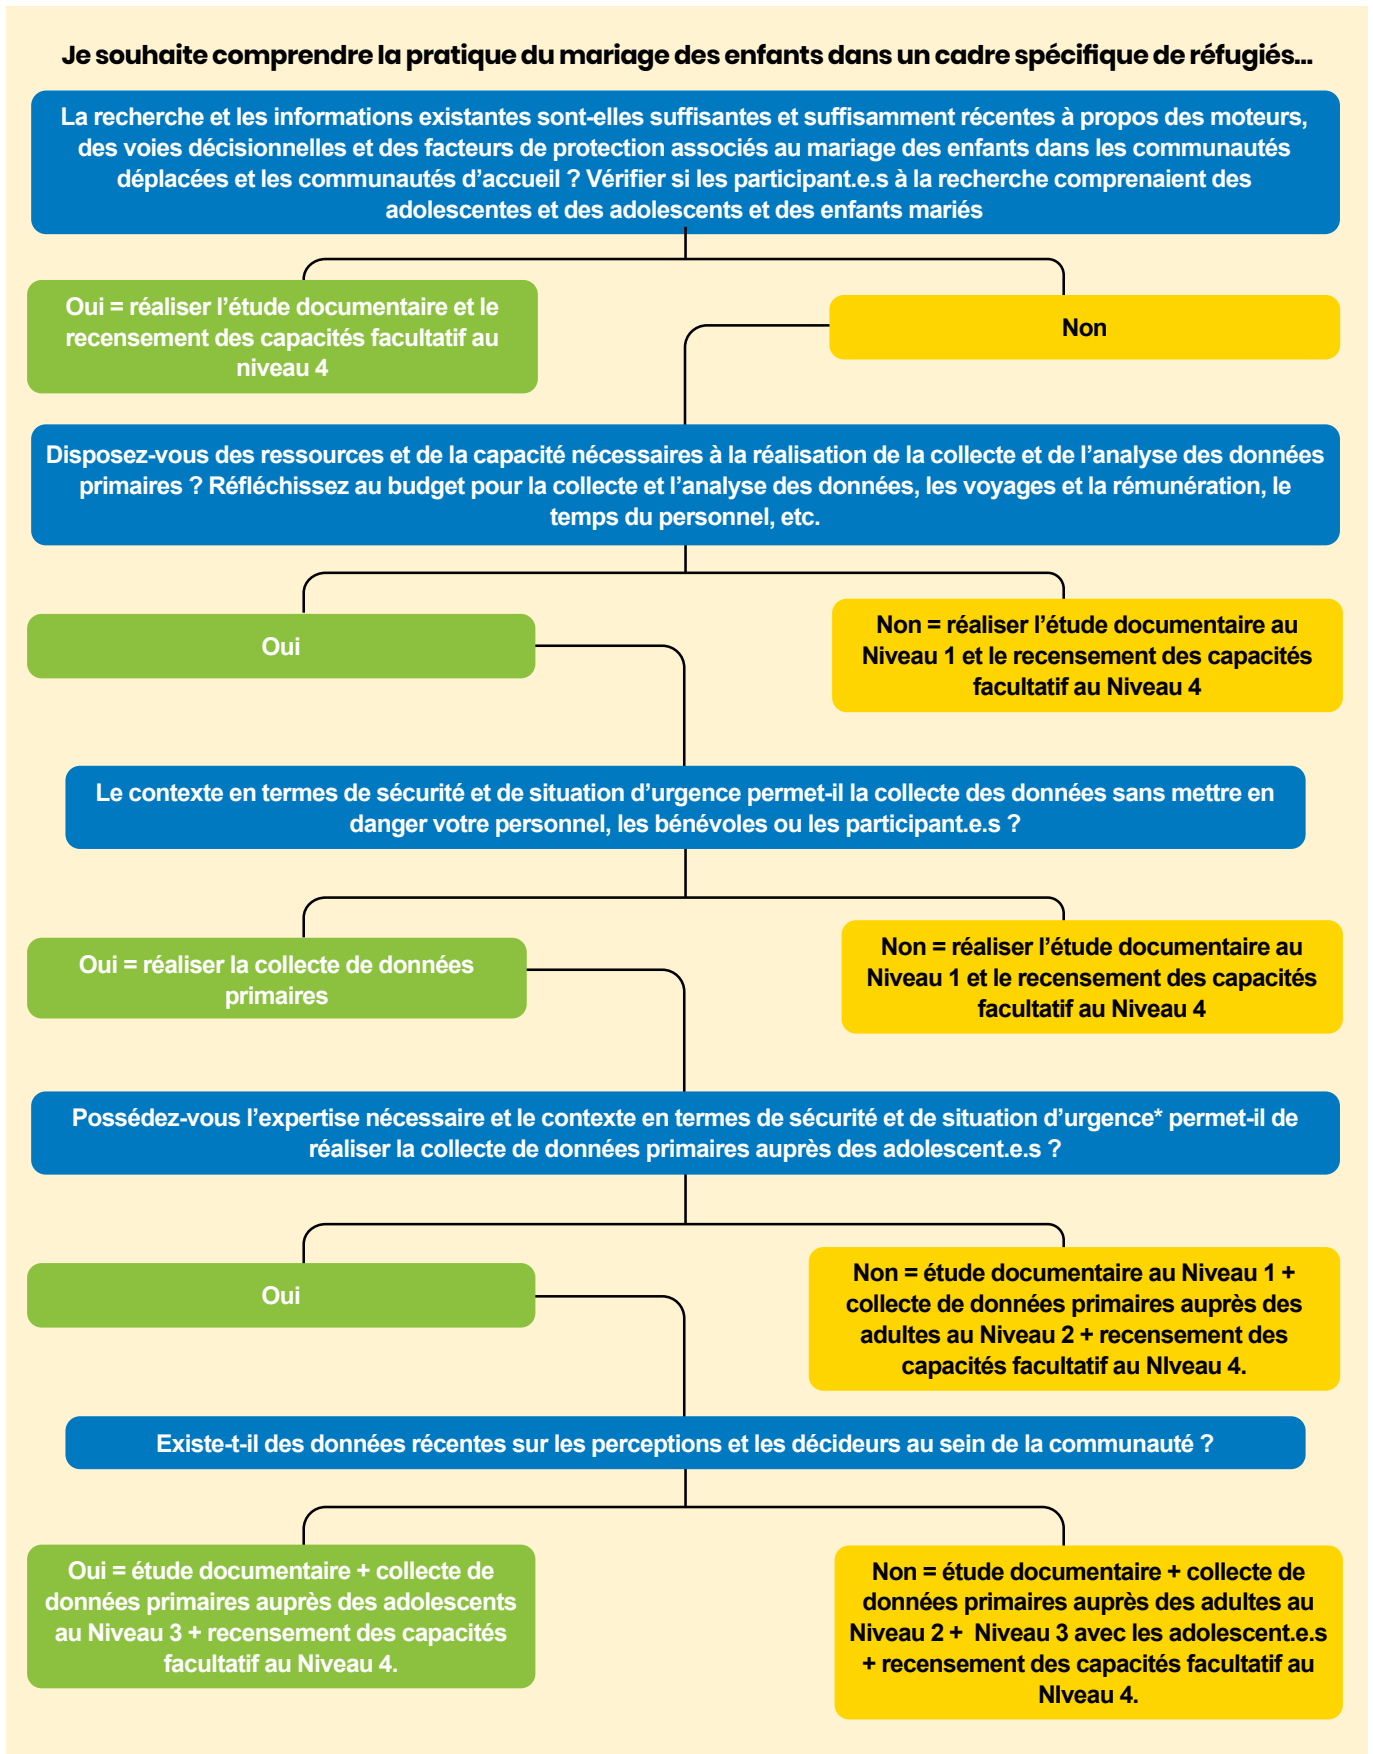 Je souhaite comprendre la pratique du mariage des enfants dans un cadre spécifique de réfugiés...
La recherche et les informations existantes sont-elles suffisantes et suffisamment récentes à propos des moteurs,
des voies décisionnelles et des facteurs de protection associés au mariage des enfants dans les communautés
déplacées et les communautés d’accueil ? Vérifier si les participant.e.s à la recherche comprenaient des
adolescentes et des adolescents et des enfants mariés
Oui = réaliser l’étude documentaire et le
recensement des capacités facultatif au
niveau 4
Non
Disposez-vous des ressources et de la capacité nécessaires à la réalisation de la collecte et de l’analyse des données
primaires ? Réfléchissez au budget pour la collecte et l’analyse des données, les voyages et la rémunération, le
temps du personnel, etc.
Oui
Non = réaliser l’étude documentaire au
Niveau 1 et le recensement des capacités
facultatif au Niveau 4
Le contexte en termes de sécurité et de situation d’urgence permet-il la collecte des données sans mettre en
danger votre personnel, les bénévoles ou les participant.e.s ?
Oui = réaliser la collecte de données
primaires
Non = réaliser l’étude documentaire au
Niveau 1 et le recensement des capacités
facultatif au Niveau 4
Possédez-vous l’expertise nécessaire et le contexte en termes de sécurité et de situation d’urgence* permet-il de
réaliser la collecte de données primaires auprès des adolescent.e.s ?
Oui
Non = étude documentaire au Niveau 1 +
collecte de données primaires auprès des
adultes au Niveau 2 + recensement des
capacités facultatif au NIveau 4.
Existe-t-il des données récentes sur les perceptions et les décideurs au sein de la communauté ?
Oui = étude documentaire + collecte de
données primaires auprès des adolescents
au Niveau 3 + recensement des capacités
facultatif au Niveau 4.
Non = étude documentaire + collecte de
données primaires auprès des adultes au
Niveau 2 + Niveau 3 avec les adolescent.e.s
+ recensement des capacités facultatif au
NIveau 4.